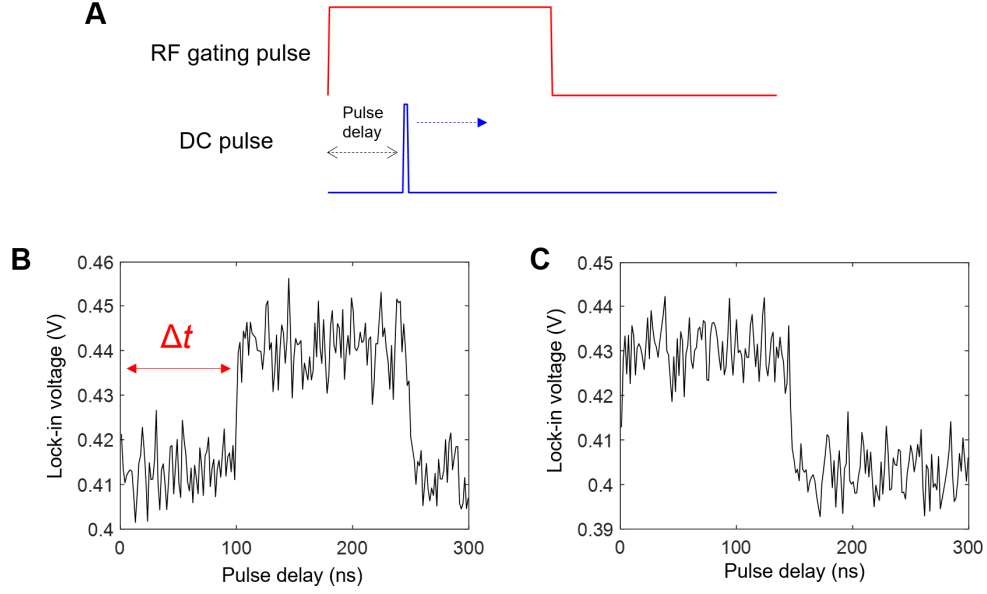 A
RF gating pulse
Pulse
delay
DC pulse
B
0.46
0.45
0.44
0.43
0.42
0.41
0.4
Δt
Lock-in voltage (V)
0
100
200
300
Pulse delay (ns)
C
0.45
0.44
0.43
0.42
0.41
0.4
0.39
Lock-in voltage (V)
0
100
200
300
Pulse delay (ns)